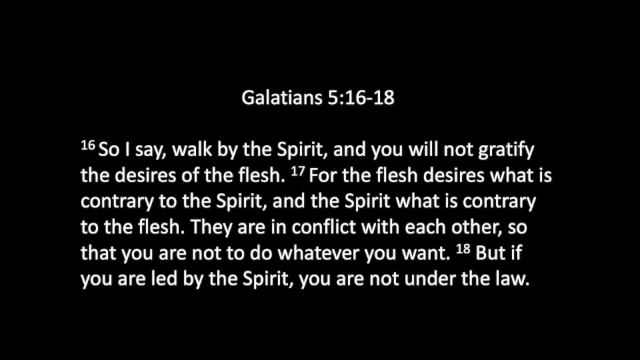 Galatians 5:16-18
16 So I say, walk by the Spirit, and you will not gratify
the desires of the flesh. 17 For the flesh desires what is
contrary to the Spirit, and the Spirit what is contrary
to the flesh. They are in conflict with each other, so
that you are not to do whatever you want. 18 But if
you are led by the Spirit, you are not under the law.